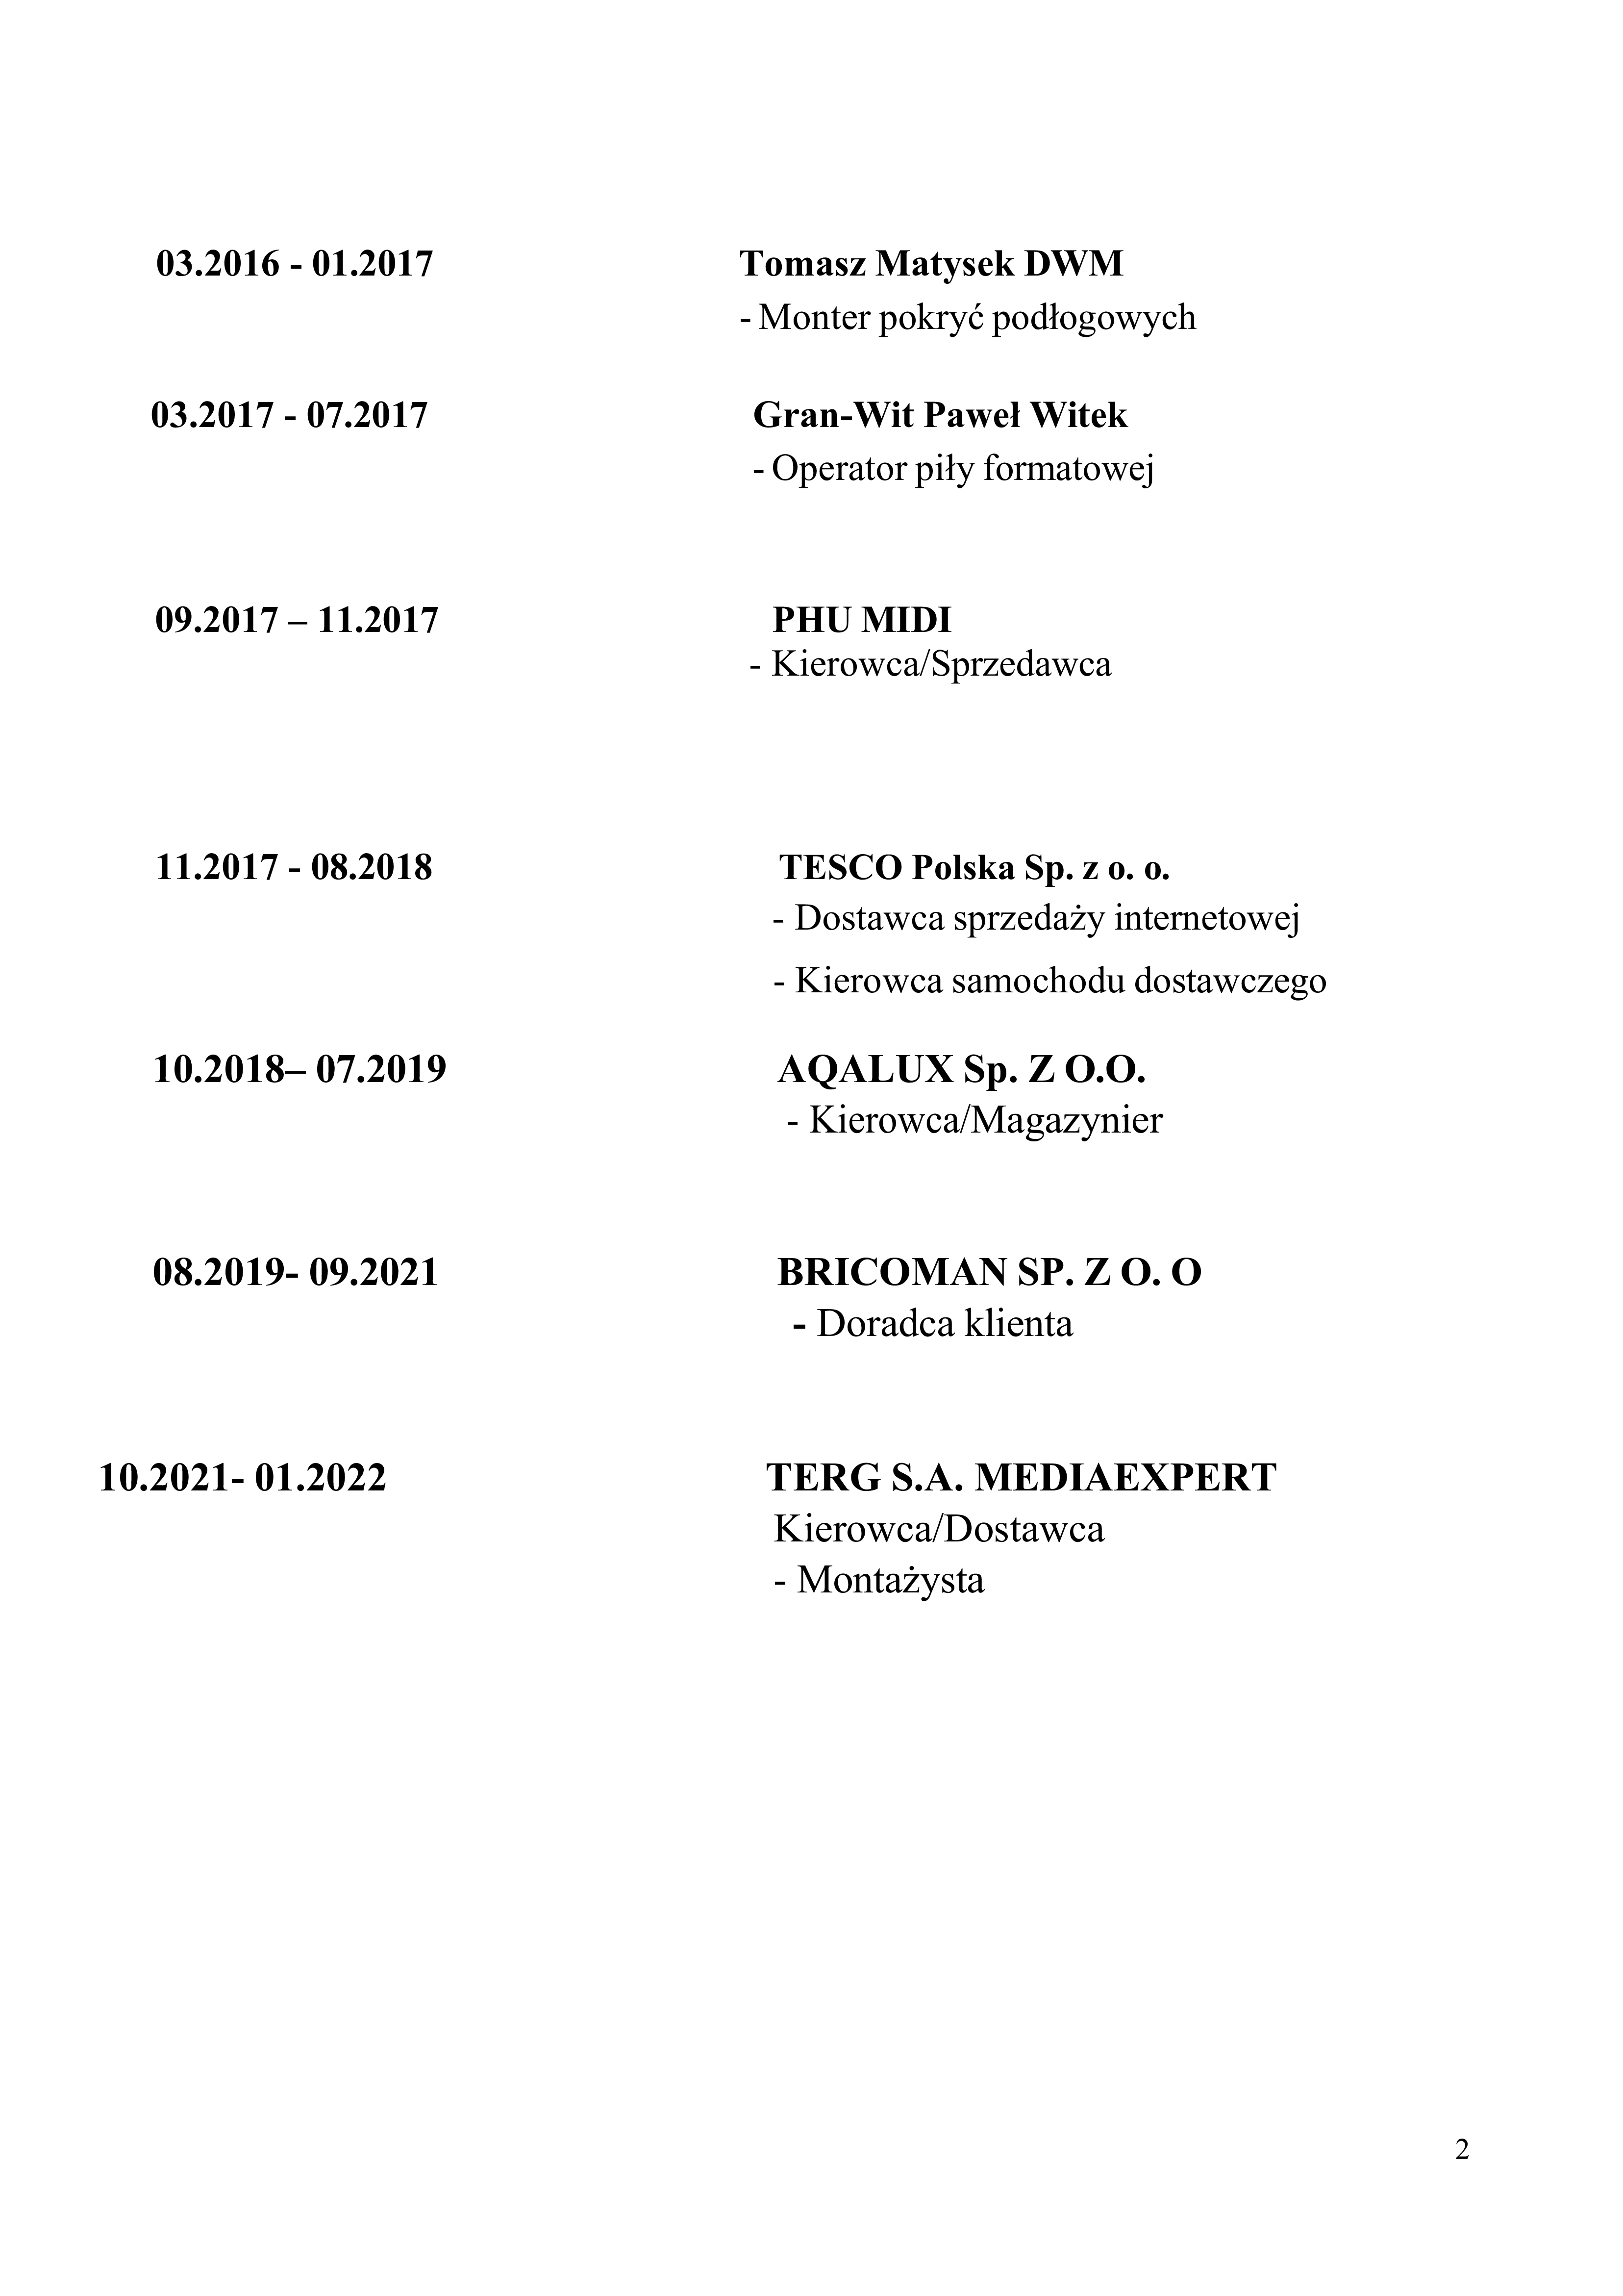 03.2016 - 01.2017 Tomasz Matysek DWM
- Monter pokryć podłogowych
03.2017 - 07.2017 Gran-Wit Paweł Witek
- Operator piły formatowej
09.2017 – 11.2017 PHU MIDI
- Kierowca/Sprzedawca
11.2017 - 08.2018 TESCO Polska Sp. z o. o.
- Dostawca sprzedaży internetowej
- Kierowca samochodu dostawczego
10.2018– 07.2019 AQALUX Sp. Z O.O.
- Kierowca/Magazynier
08.2019- 09.2021 BRICOMAN SP. Z O. O
- Doradca klienta
10.2021- 01.2022 TERG S.A. MEDIAEXPERT
Kierowca/Dostawca
- Montażysta
2